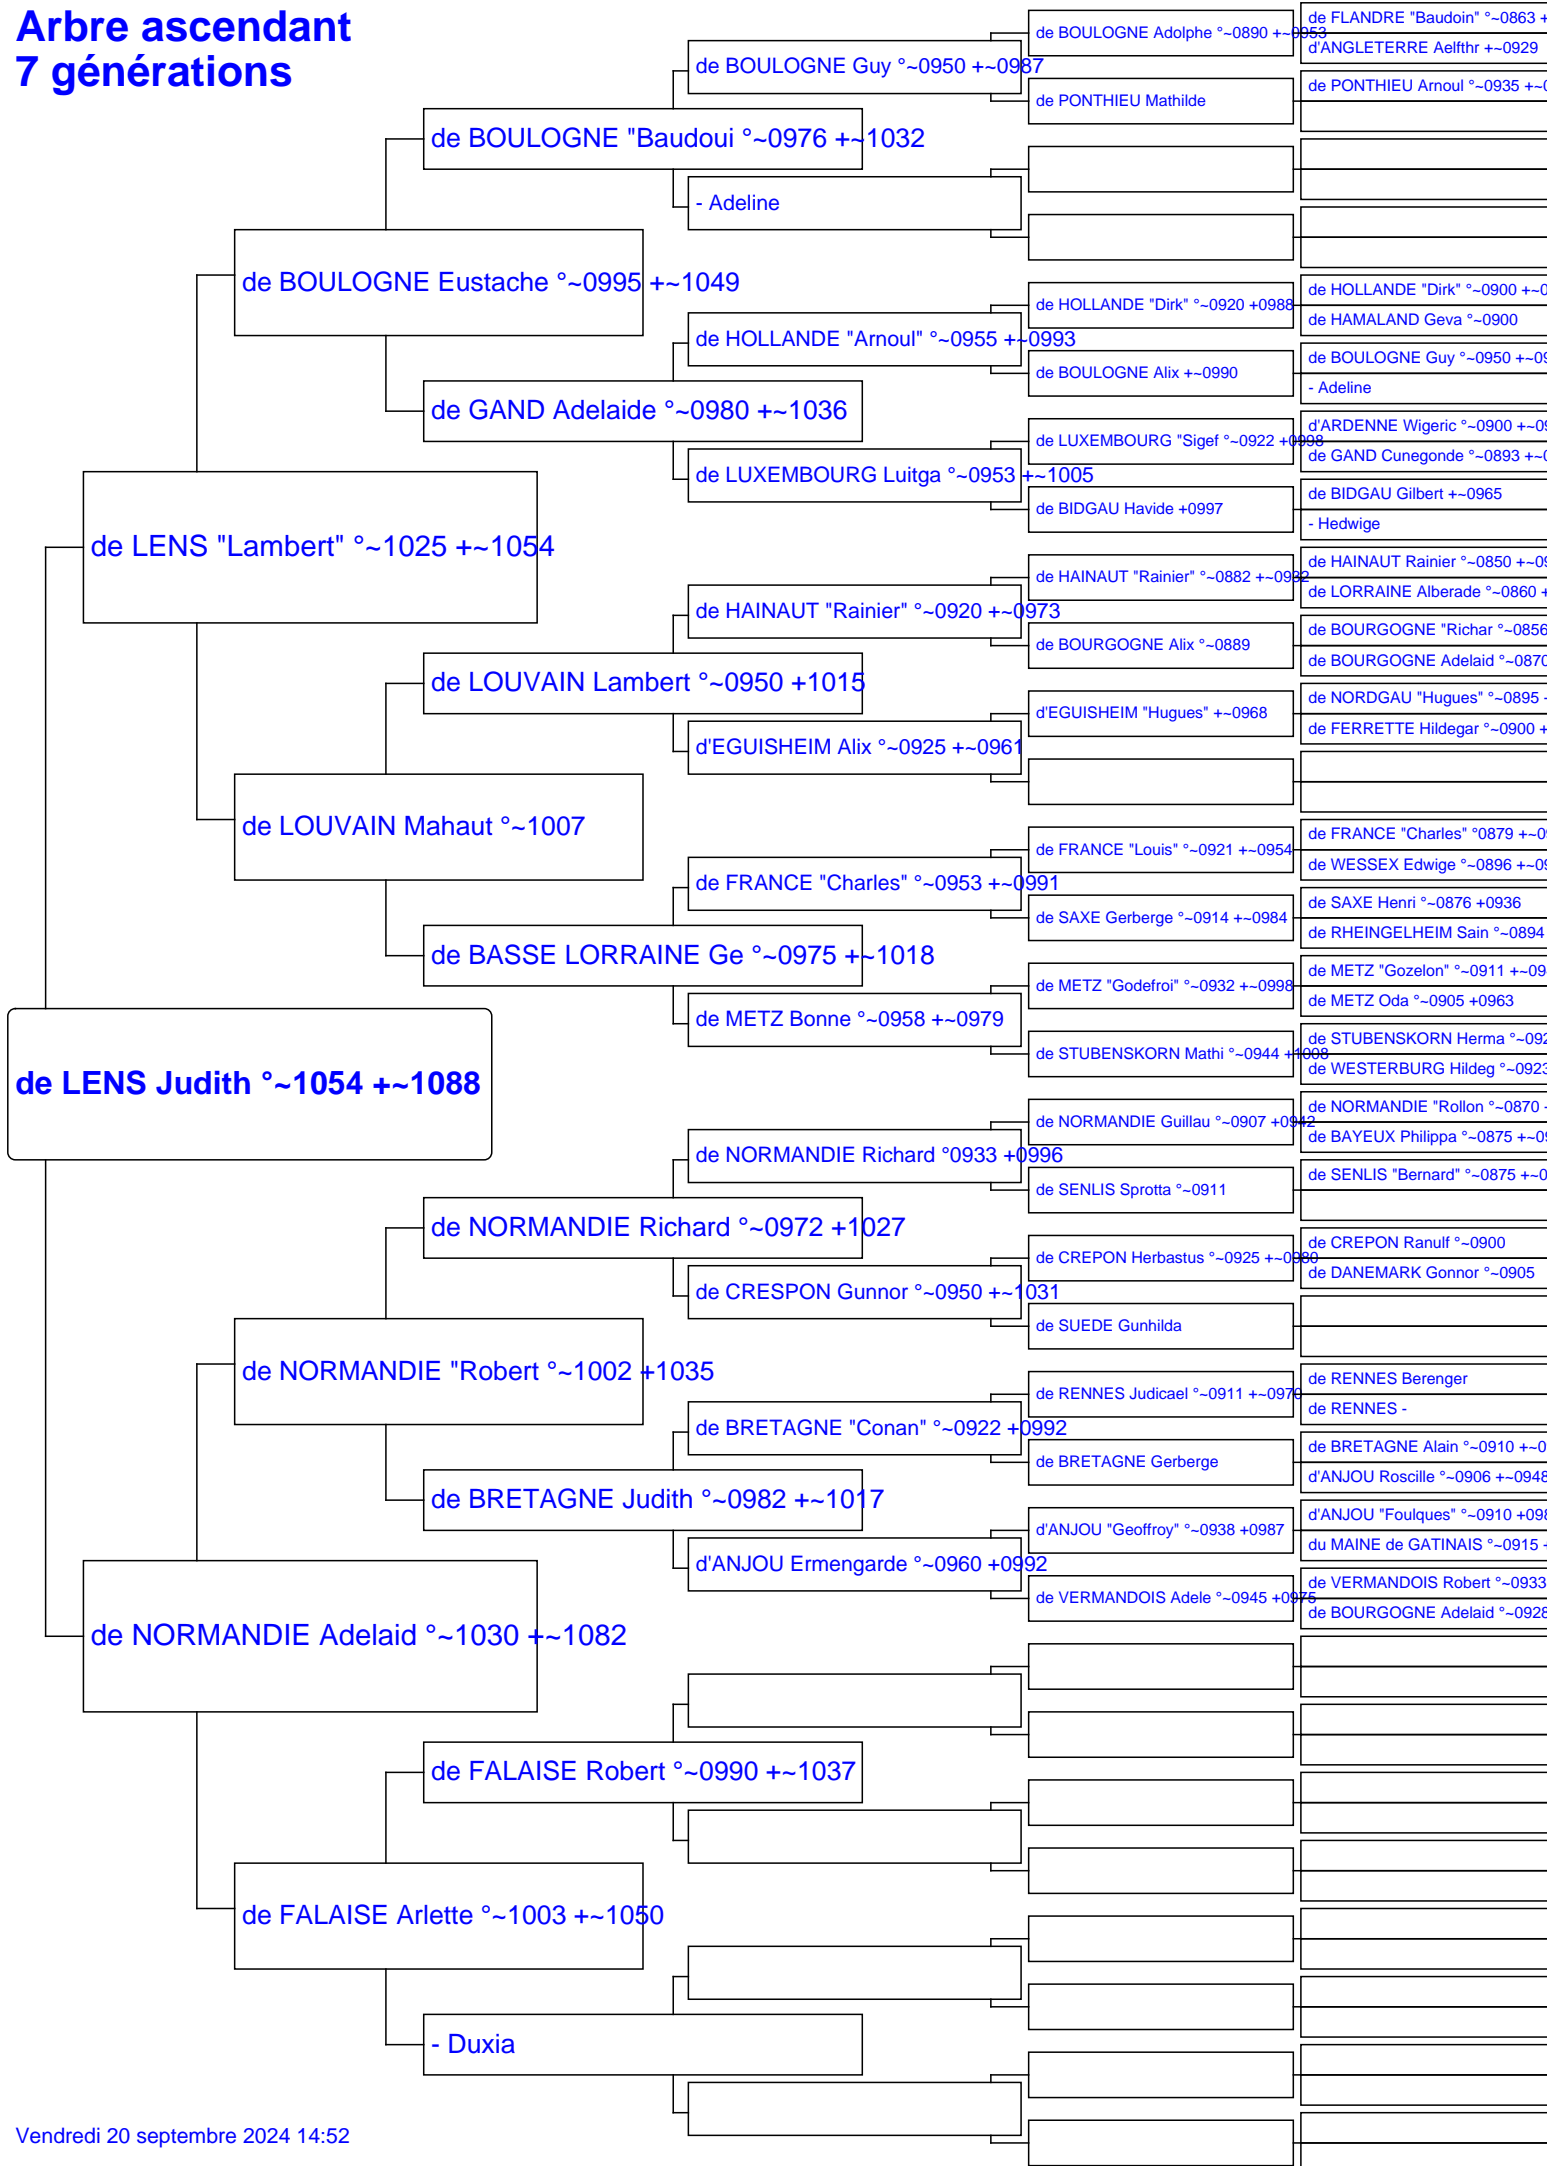 Arbre ascendant
7 générations
de LENS Judith °~1054 +~1088
de LENS "Lambert" °~1025 +~1054
de NORMANDIE Adelaid °~1030 +~1082
de BOULOGNE Eustache °~0995 +~1049
de LOUVAIN Mahaut °~1007
de NORMANDIE "Robert °~1002 +1035
de FALAISE Arlette °~1003 +~1050
de BOULOGNE "Baudoui °~0976 +~1032
de GAND Adelaide °~0980 +~1036
de LOUVAIN Lambert °~0950 +1015
de BASSE LORRAINE Ge °~0975 +~1018
de NORMANDIE Richard °~0972 +1027
de BRETAGNE Judith °~0982 +~1017
de FALAISE Robert °~0990 +~1037
- Duxia
de BOULOGNE Guy °~0950 +~0987
- Adeline
de HOLLANDE "Arnoul" °~0955 +~0993
de LUXEMBOURG Luitga °~0953 +~1005
de HAINAUT "Rainier" °~0920 +~0973
d'EGUISHEIM Alix °~0925 +~0961
de FRANCE "Charles" °~0953 +~0991
de METZ Bonne °~0958 +~0979
de NORMANDIE Richard °0933 +0996
de CRESPON Gunnor °~0950 +~1031
de BRETAGNE "Conan" °~0922 +0992
d'ANJOU Ermengarde °~0960 +0992
de BOULOGNE Adolphe °~0890 +~0953
de PONTHIEU Mathilde
de HOLLANDE "Dirk" °~0920 +0988
de BOULOGNE Alix +~0990
de LUXEMBOURG "Sigef °~0922 +0998
de BIDGAU Havide +0997
de HAINAUT "Rainier" °~0882 +~0932
de BOURGOGNE Alix °~0889
d'EGUISHEIM "Hugues" +~0968
de FRANCE "Louis" °~0921 +~0954
de SAXE Gerberge °~0914 +~0984
de METZ "Godefroi" °~0932 +~0998
de STUBENSKORN Mathi °~0944 +1008
de NORMANDIE Guillau °~0907 +0942
de SENLIS Sprotta °~0911
de CREPON Herbastus °~0925 +~0980
de SUEDE Gunhilda
de RENNES Judicael °~0911 +~0970
de BRETAGNE Gerberge
d'ANJOU "Geoffroy" °~0938 +0987
de VERMANDOIS Adele °~0945 +0975
de FLANDRE "Baudoin" °~0863 +
d'ANGLETERRE Aelfthr +~0929
de PONTHIEU Arnoul °~0935 +~0
de HOLLANDE "Dirk" °~0900 +~0
de HAMALAND Geva °~0900
de BOULOGNE Guy °~0950 +~09
- Adeline
d'ARDENNE Wigeric °~0900 +~09
de GAND Cunegonde °~0893 +~0
de BIDGAU Gilbert +~0965
- Hedwige
de HAINAUT Rainier °~0850 +~09
de LORRAINE Alberade °~0860 +
de BOURGOGNE "Richar °~0856
de BOURGOGNE Adelaid °~0870
de NORDGAU "Hugues" °~0895 -
de FERRETTE Hildegar °~0900 +
de FRANCE "Charles" °0879 +~09
de WESSEX Edwige °~0896 +~09
de SAXE Henri °~0876 +0936
de RHEINGELHEIM Sain °~0894
de METZ "Gozelon" °~0911 +~09
de METZ Oda °~0905 +0963
de STUBENSKORN Herma °~092
de WESTERBURG Hildeg °~0923
de NORMANDIE "Rollon °~0870 -
de BAYEUX Philippa °~0875 +~09
de SENLIS "Bernard" °~0875 +~0
de CREPON Ranulf °~0900
de DANEMARK Gonnor °~0905
de RENNES Berenger
de RENNES -
de BRETAGNE Alain °~0910 +~0
d'ANJOU Roscille °~0906 +~0948
d'ANJOU "Foulques" °~0910 +098
du MAINE de GATINAIS °~0915 +
de VERMANDOIS Robert °~0933
de BOURGOGNE Adelaid °~0928
Vendredi 20 septembre 2024 14:52